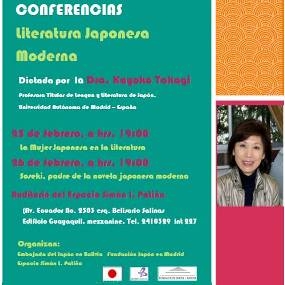 CONFERENCIAS
Literatura Japonesa
Moderna
Dictada por la Dra. Kayoko Takagi
Profesora Titular de Lengua y Literatura de Japón.
Universidad Autónoma de Madrid - España
25 de febrero, a hrs. 19:00
La Mujer Japonesa en la Literatura
26 de febrero, a hrs. 19:00
Soseki, padre de la novela japonesa moderna
Auditorio del Espacio Simón I. Patiño
(Av. Ecuador No. 2503 esq. Belisario Salinas
Edificio Guayaquil, mezzanine. Tel. 2410329 int 227
Organizan:
Embajada del Japón en Bolivia Fundación Japón en Madrid
Espacio Simón I. Patiño